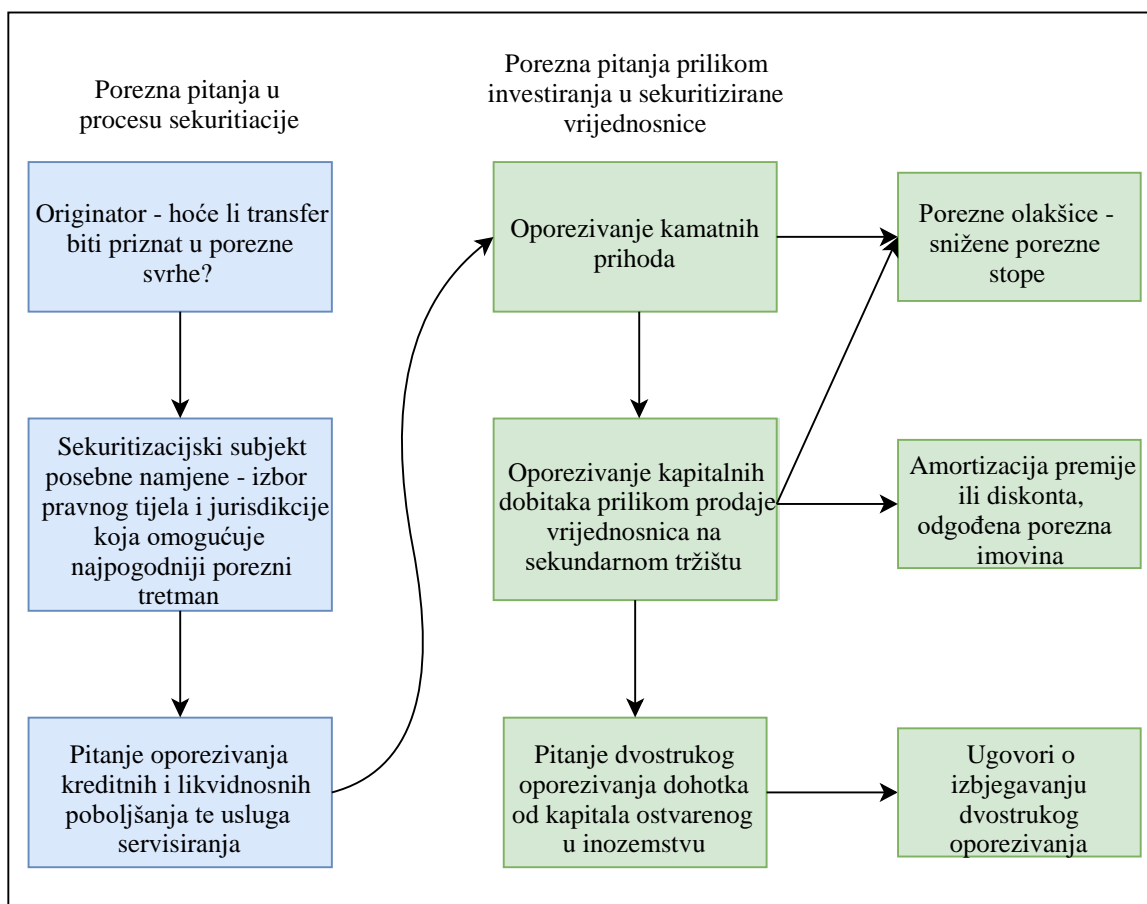 Porezna pitanja u
procesu sekuritiacije
Originator - hoće li transfer
biti priznat u porezne
svrhe?
Sekuritizacijski subjekt
posebne namjene - izbor
pravnog tijela i jurisdikcije
koja omogućuje
najpogodniji porezni
tretman
Pitanje oporezivanja
kreditnih i likvidnosnih
poboljšanja te usluga
servisiranja
Porezna pitanja prilikom
investiranja u sekuritizirane
vrijednosnice
Oporezivanje kamatnih
prihoda
Oporezivanje kapitalnih
dobitaka prilikom prodaje
vrijednosnica na
sekundarnom tržištu
Pitanje dvostrukog
oporezivanja dohotka
od kapitala ostvarenog
u inozemstvu
Porezne olakšice -
snižene porezne
stope
Amortizacija premije
ili diskonta,
odgođena porezna
imovina
Ugovori o
izbjegavanju
dvostrukog
oporezivanja